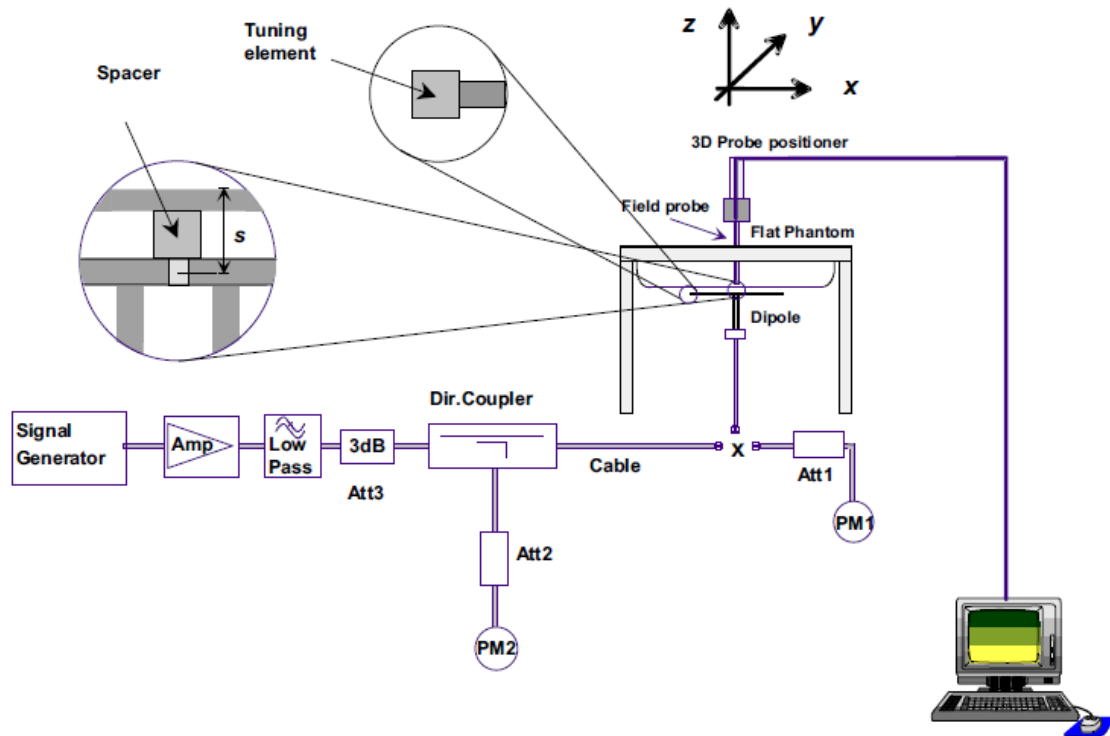 Tuning
element
Spacer
z
y
x
s
3D Probe positioner
Field probe
Flat Phantom
Dipole
Dir.Coupler
Signal
Generator
Amp
Low
Pass
3dB
Att3
Cable
X
Att1
PM1
Att2
PM2